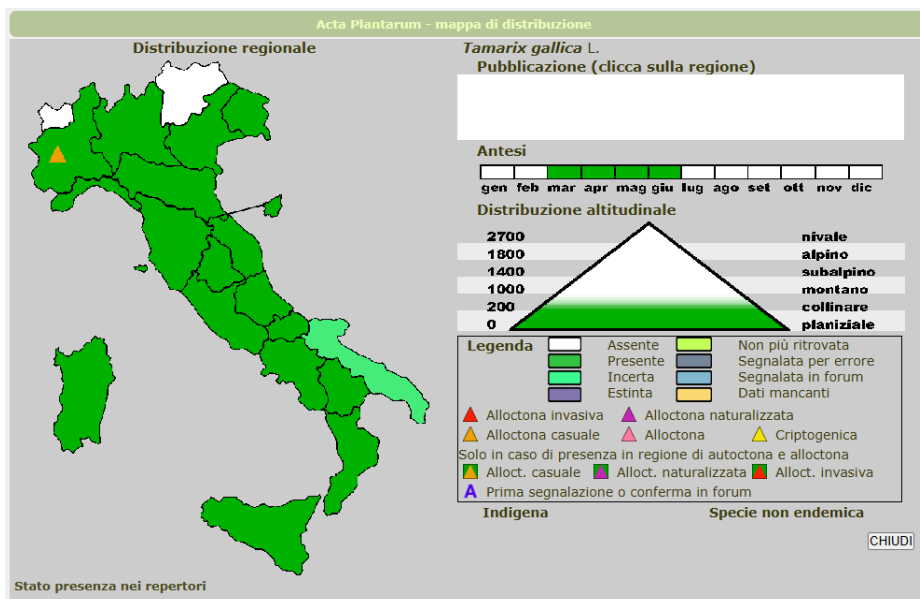 Acta Plantarum - mappa di distribuzione
Distribuzione regionale
Tamarix gallica L.
Pubblicazione (clicca sulla regione)
Antesi
gen feb mar apr mag giu lug ago set ott nov dic
Distribuzione altitudinale
2700 nivale
1800 alpino
1400 subalpino
1000 montano
200 collinare
0 planiziale
Legenda Assente Non più ritrovata
Presente Segnalata per errore
Incerta Segnalata in forum
Estinta Dati mancanti
Alloctona invasiva Alloctona naturalizzata
Alloctona casuale Alloctona Criptogenica
Solo in caso di presenza in regione di autoctona e alloctona
Alloct. casuale Alloct. naturalizzata Alloct. invasiva
A Prima segnalazione o conferma in forum
Indigena Specie non endemica
CHIUDI
Stato presenza nei repertori